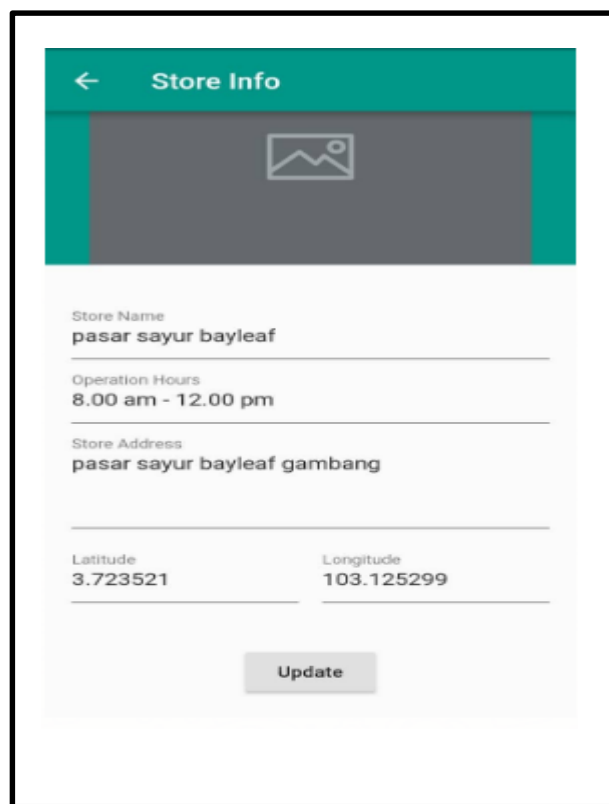 Store Info
Store Name
pasar sayur bayleaf
Operation Hours
8.00 am - 12.00 pm
Store Address
pasar sayur bayleaf gambang
Latitude
Longitude
3.723521
103.125299
Update